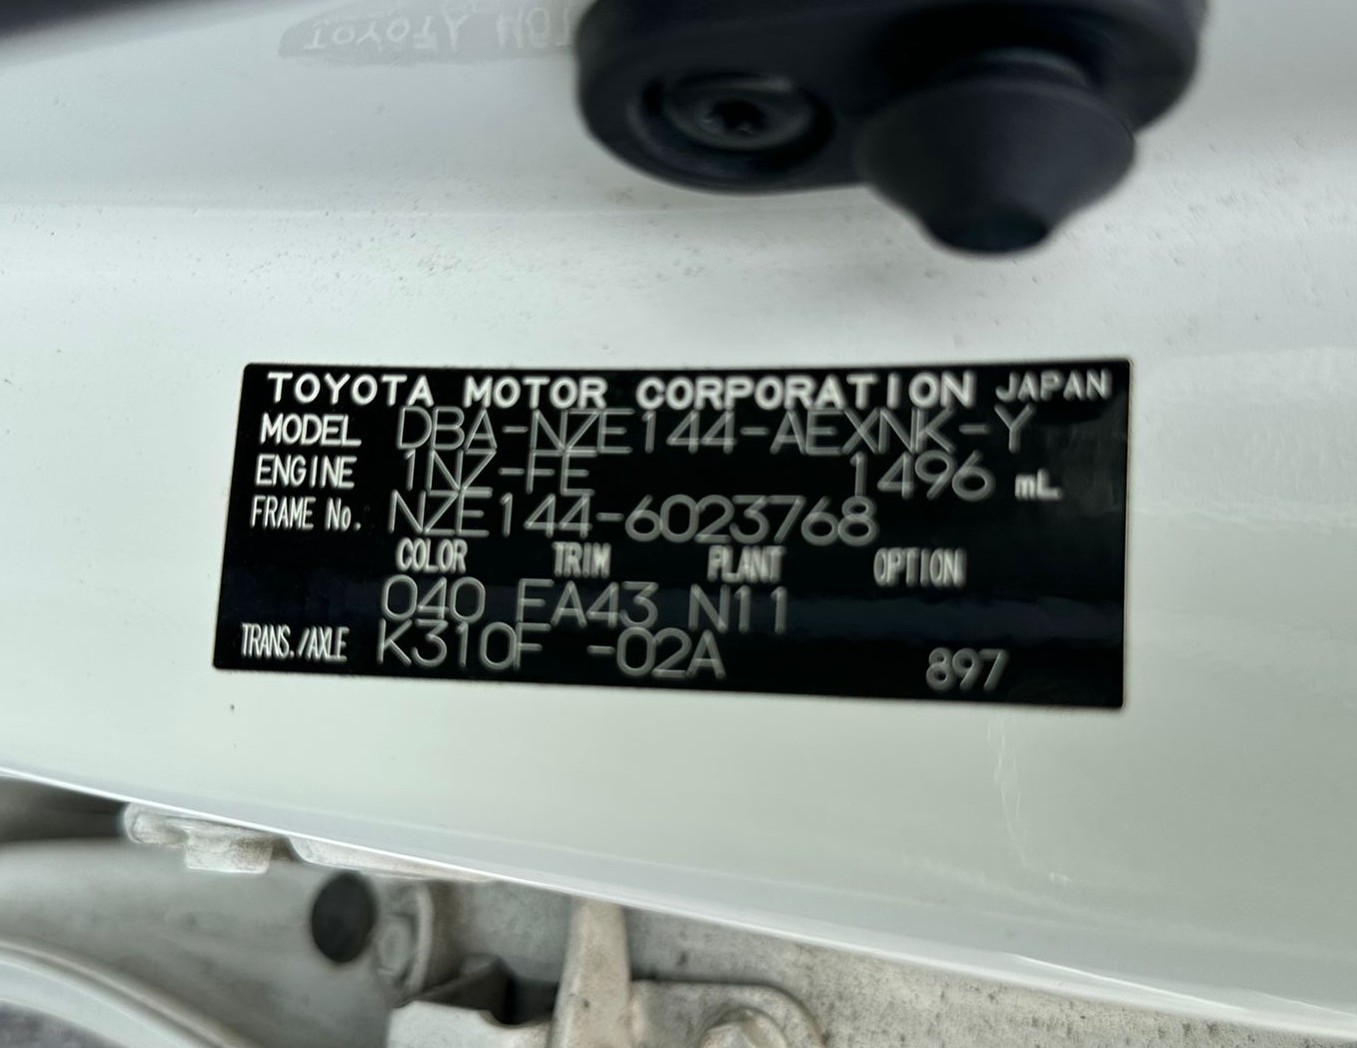 TOYOTA MOTOR CORPORATION JAPAN
MODEL DBA-NZE144-AEXNK-Y
ENGINE 1NZ-FE 1496 mL
FRAME No. NZE144-6023768
COLOR TRIM PLANT OPTION
040 EA43 N11
TRANS./AXLE K310F -02A 897